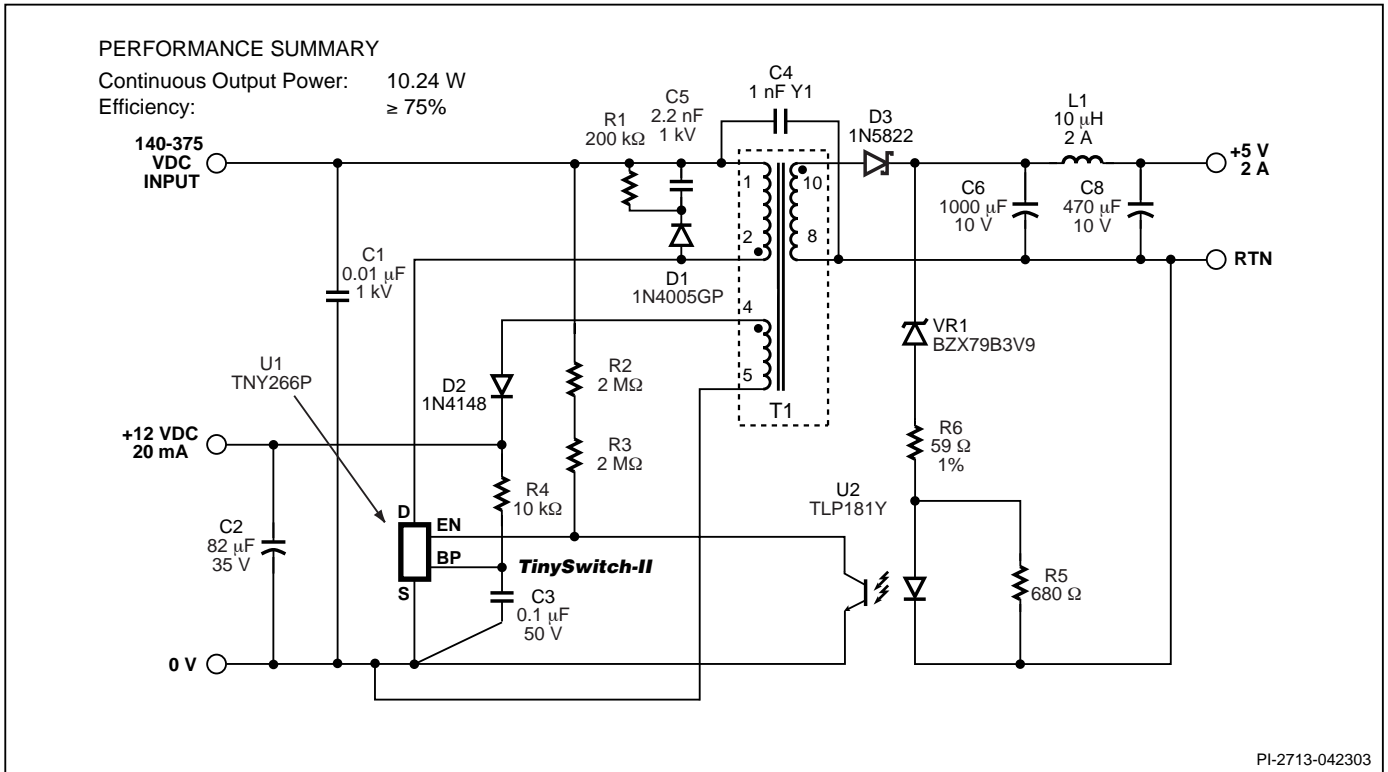 PERFORMANCE SUMMARY
Continuous Output Power: 10.24 W
Efficiency: ≥ 75%
140-375
VDC
INPUT
R1
200 kΩ
C5
2.2 nF
1 kV
C4
1 nF Y1
D3
1N5822
L1
10 µH
2 A
+5 V
2 A
1
2
10
8
C6
1000 µF
10 V
C8
470 µF
10 V
RTN
C1
0.01 µF
1 kV
D1
1N4005GP
4
5
T1
VR1
BZX79B3V9
U1
TNY266P
D2
1N4148
R2
2 MΩ
R3
2 MΩ
+12 VDC
20 mA
R4
10 kΩ
R6
59 Ω
1%
U2
TLP181Y
C2
82 µF
35 V
D
EN
BP
S
TinySwitch-II
C3
0.1 µF
50 V
R5
680 Ω
0 V
PI-2713-042303